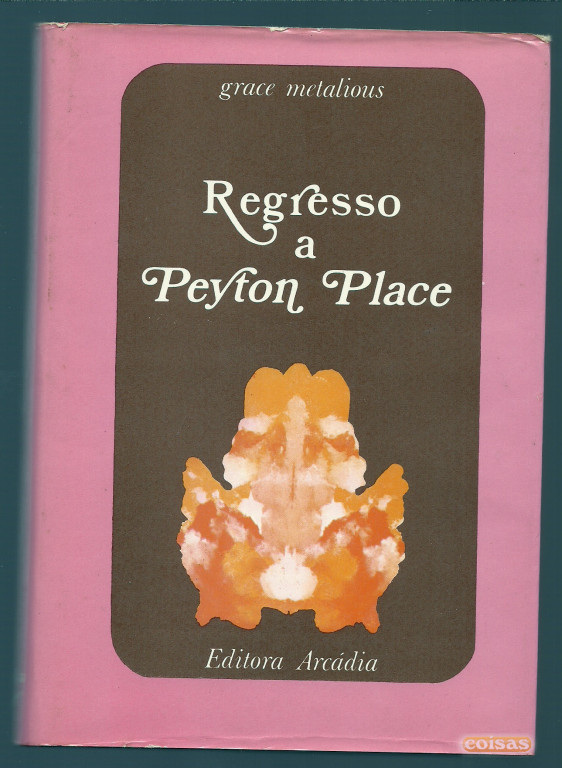 grace metalious
Regresso
a
Peyton Place
Editora Arcádia
coisas